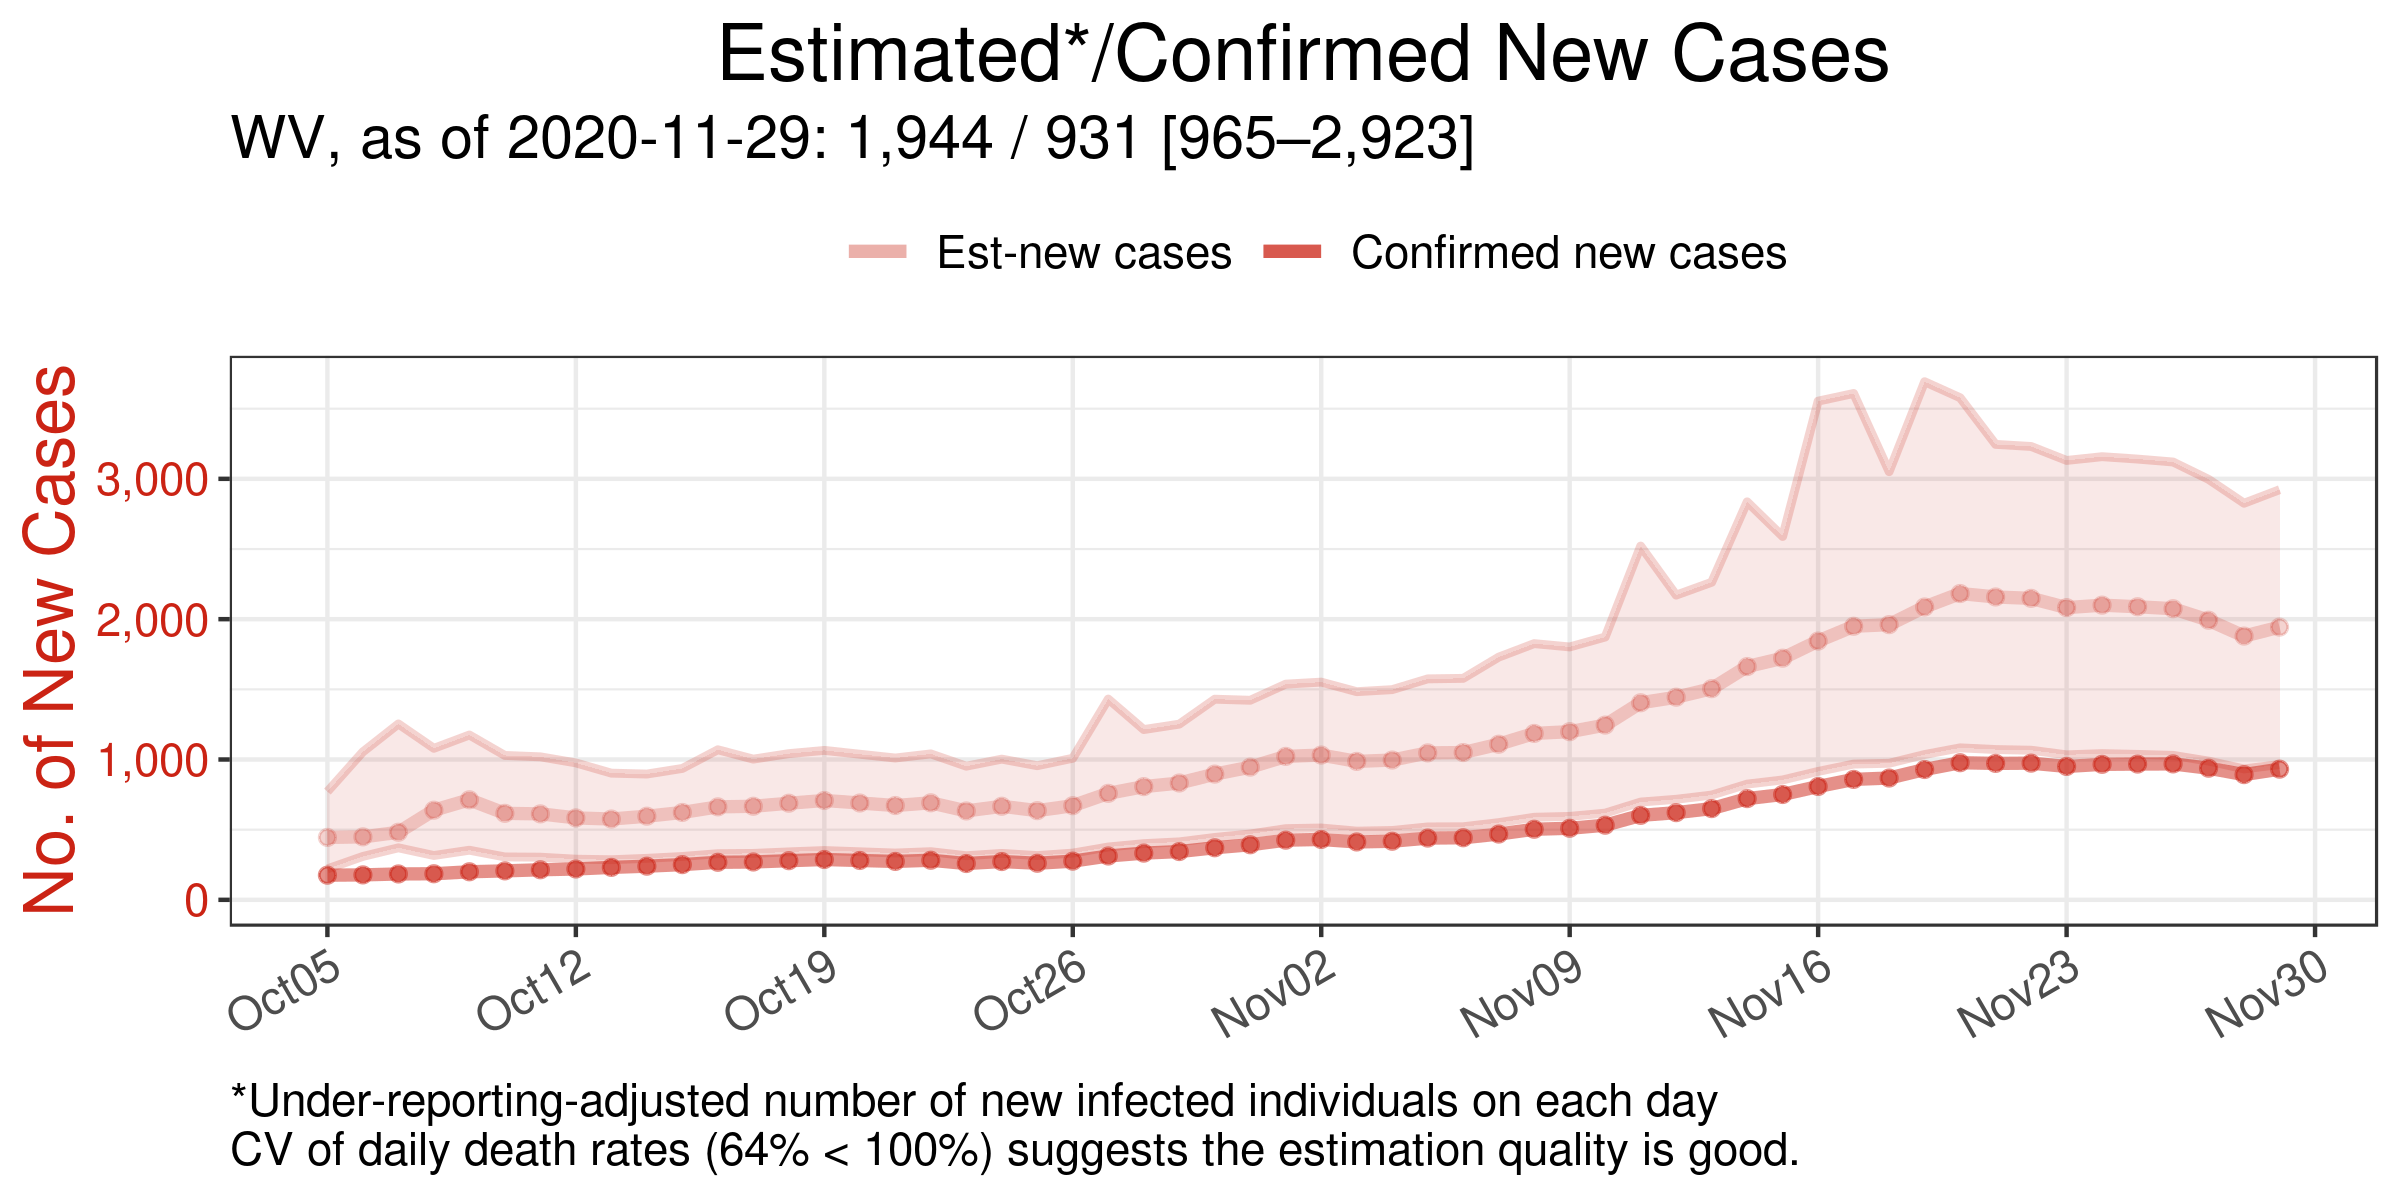 Estimated*/Confirmed New Cases
WV, as of 2020-11-29: 1,944 / 931 [965–2,923]
Est-new cases Confirmed new cases
No. of New Cases
3,000
2,000
1,000
0
Oct05 Oct12 Oct19 Oct26 Nov02 Nov09 Nov16 Nov23 Nov30
*Under-reporting-adjusted number of new infected individuals on each day
CV of daily death rates (64% < 100%) suggests the estimation quality is good.